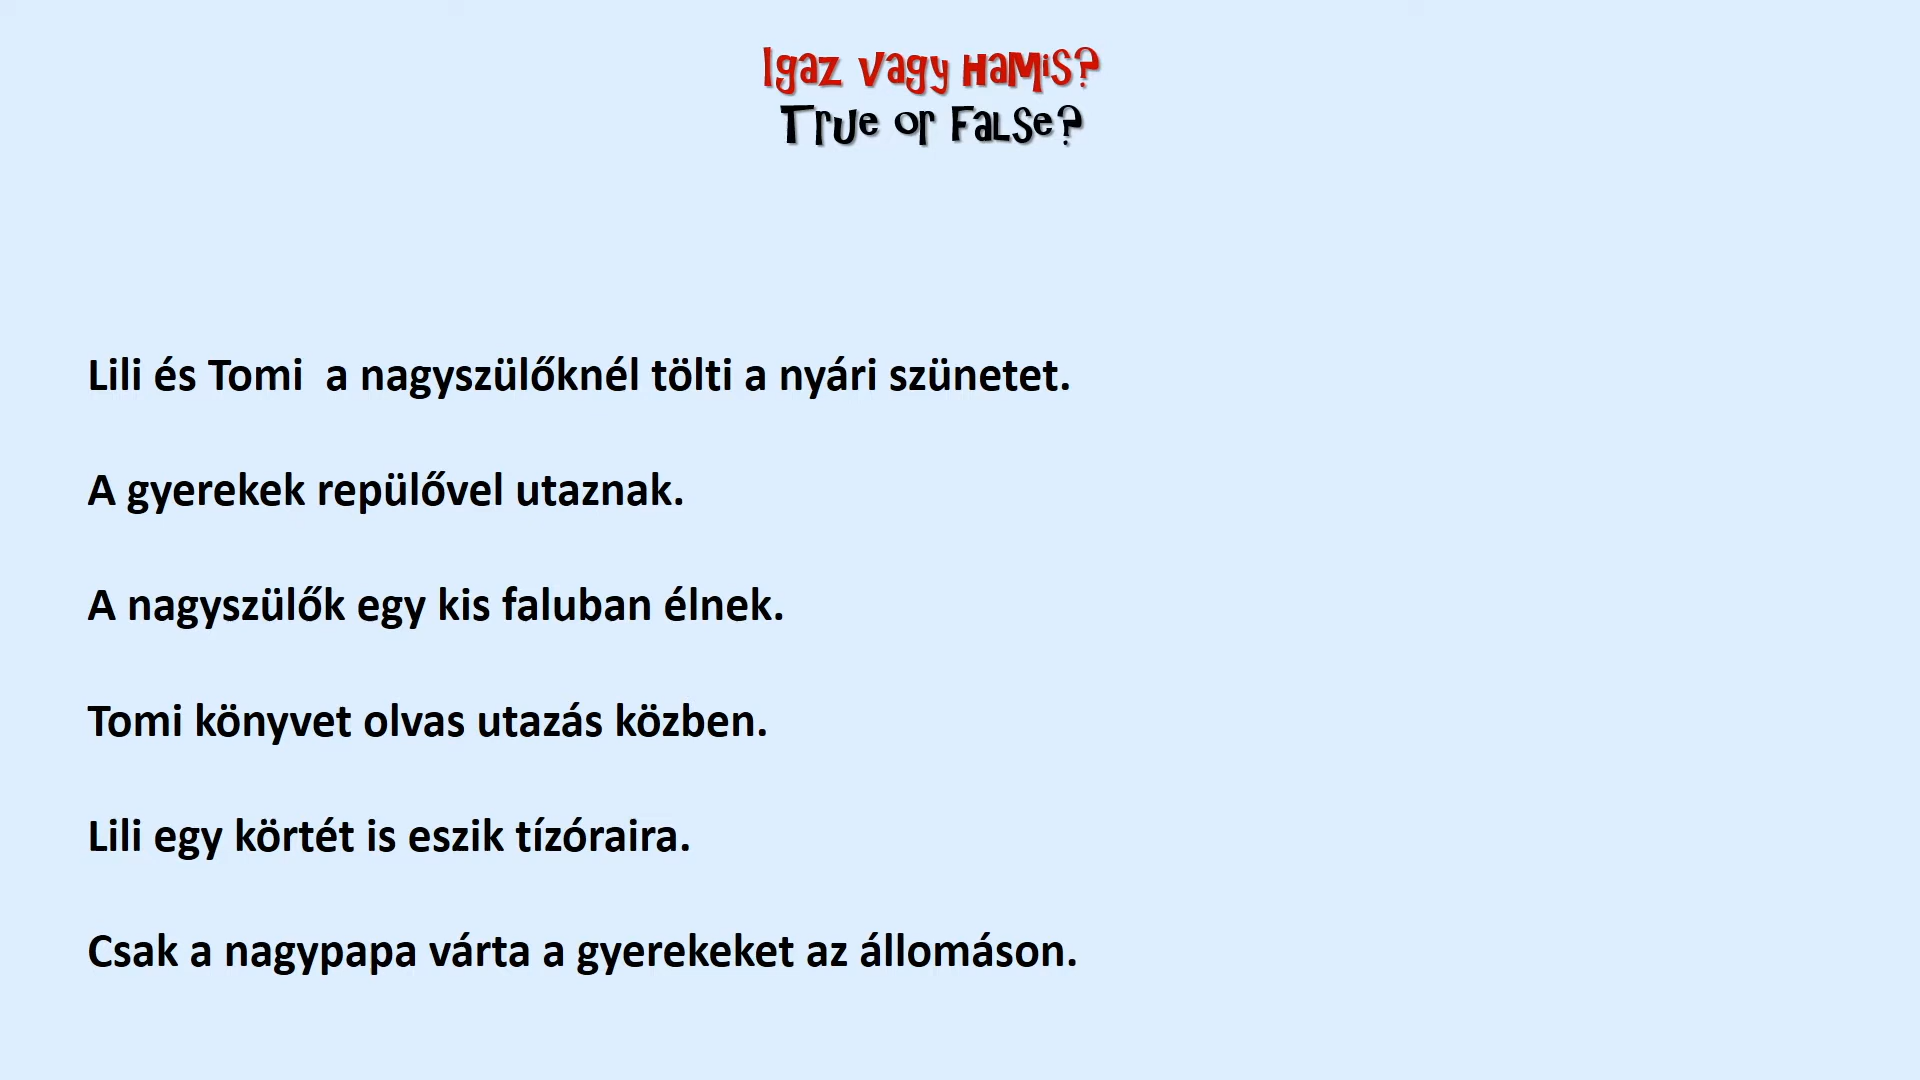 Igaz vagy Hamis?
True or False?
Lili és Tomi  a nagyszülőknél tölti a nyári szünetet.
A gyerekek repülővel utaznak.
A nagyszülők egy kis faluban élnek.
Tomi könyvet olvas utazás közben.
Lili egy körtét is eszik tízóraira.
Csak a nagypapa várta a gyerekeket az állomáson.